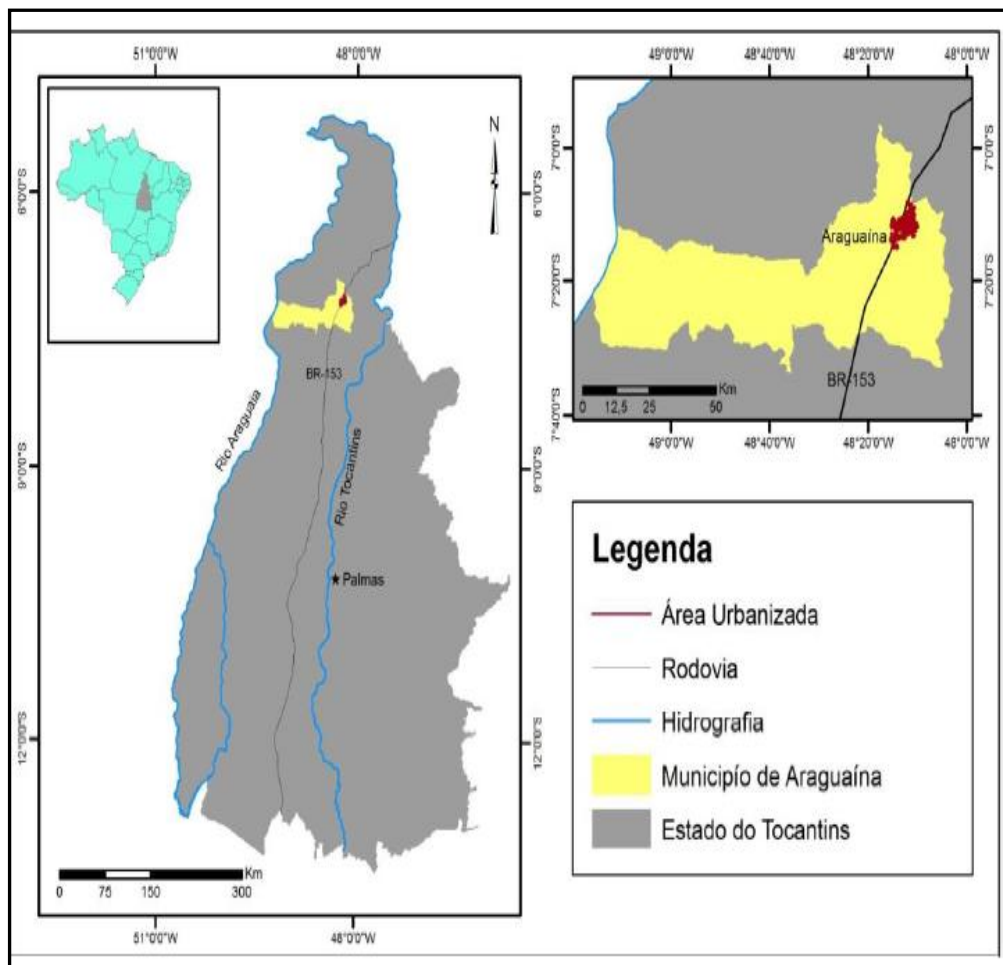 51°0'0"W
48°0'0"W
N
6°0'0"S
6°0'0"S
BR-153
Rio Araguaia
Rio Tocantins
9°0'0"S
9°0'0"S
Palmas
12°0'0"S
12°0'0"S
Km
0 75 150 300
51°0'0"W
48°0'0"W
49°0'0"W
48°40'0"W
48°20'0"W
48°0'0"W
7°0'0"S
7°0'0"S
Araguaína
7°20'0"S
7°20'0"S
BR-153
Km
0 12,5 25 50
7°40'0"S
7°40'0"S
49°0'0"W
48°40'0"W
48°20'0"W
48°0'0"W
Legenda
Área Urbanizada
Rodovia
Hidrografia
Municipío de Araguaína
Estado do Tocantins